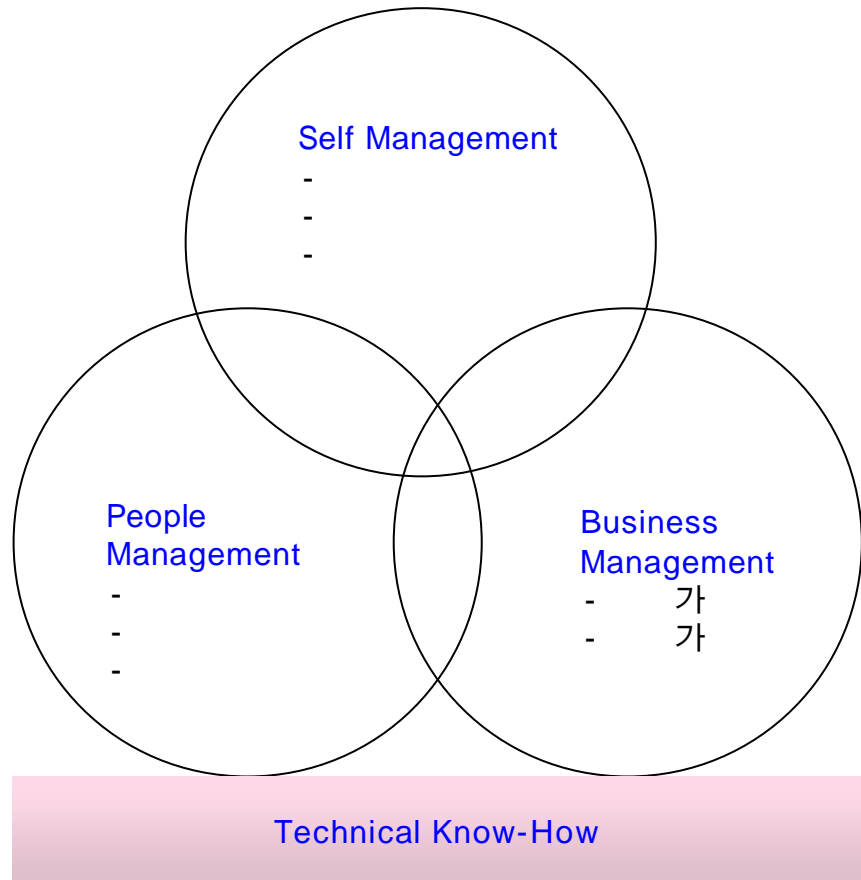 Self Management
-
-
-
People
Management
-
-
-
Business
Management
- 가
- 가
Technical Know-How